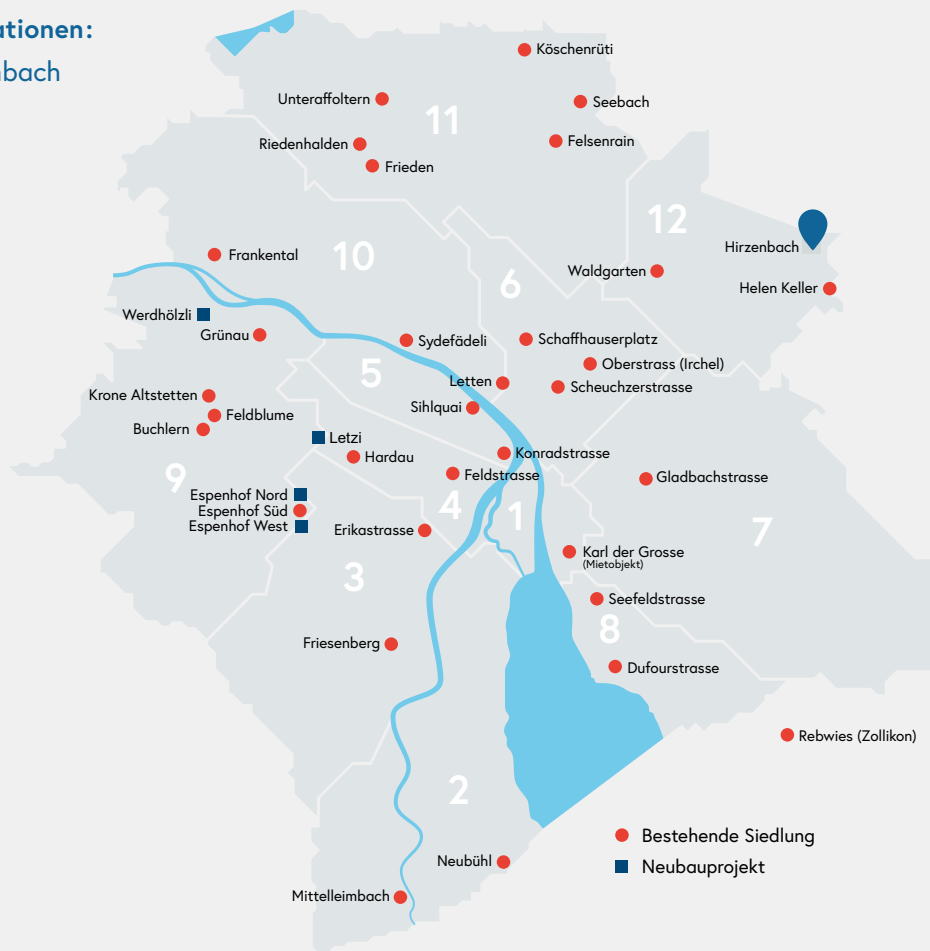 ationen:
nbach
Köschenrüti
Unteraffoltern
Seebach
11
Riedenhalden
Felsenrain
Frieden
12
Hirzenbach
Frankental
10
Waldgarten
6
Helen Keller
Werdhölzli
Grünau
Sydefädeli
Schaffhauserplatz
Oberstrass (Irchel)
5
Letten
Scheuchzerstrasse
Krone Altstetten
Sihlquai
Feldblume
Buchlern
Letzi
Hardau
Konradstrasse
9
Feldstrasse
Gladbachstrasse
Espenhof Nord
4
1
Espenhof Süd
Espenhof West
Erikastrasse
7
Karl der Grosse
(Mietobjekt)
3
Seefeldstrasse
8
Friesenberg
Dufourstrasse
Rebwies (Zollikon)
2
Bestehende Siedlung
Neubauprojekt
Neubühl
Mittelleimbach